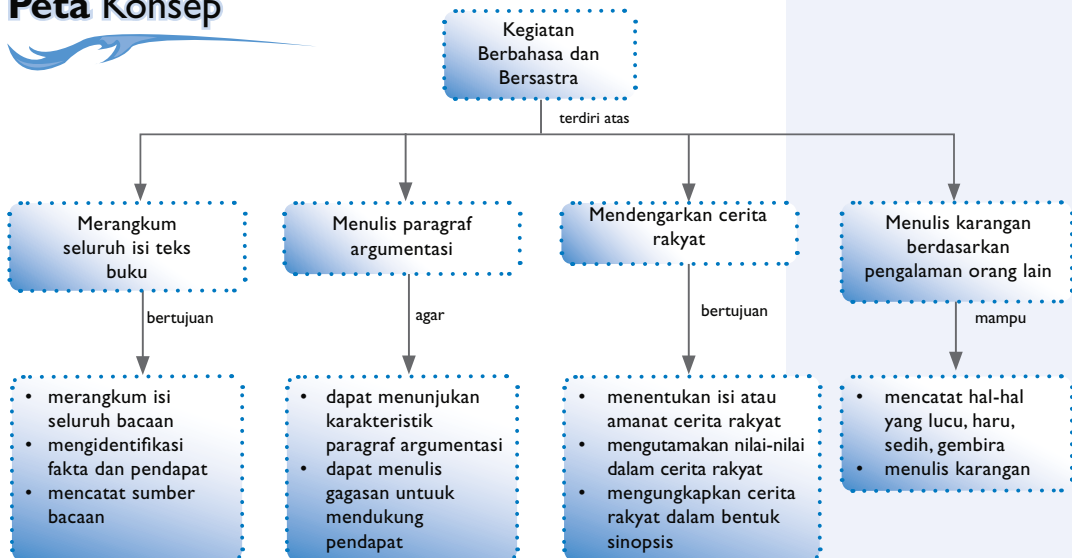 Peta Konsep
Kegiatan
Berbahasa dan
Bersastra
terdiri atas
Merangkum
seluruh isi teks
buku
Menulis paragraf
argumentasi
Mendengarkan cerita
rakyat
Menulis karangan
berdasarkan
pengalaman orang lain
bertujuan
agar
bertujuan
mampu
• merangkum isi
seluruh bacaan
• mengidentifikasi
fakta dan pendapat
• mencatat sumber
bacaan
• dapat menunjukan
karakteristik
paragraf argumentasi
• dapat menulis
gagasan untuuk
mendukung
pendapat
• menentukan isi atau
amanat cerita rakyat
• mengutamakan nilai-nilai
dalam cerita rakyat
• mengungkapkan cerita
rakyat dalam bentuk
sinopsis
• mencatat hal-hal
yang lucu, haru,
sedih, gembira
• menulis karangan